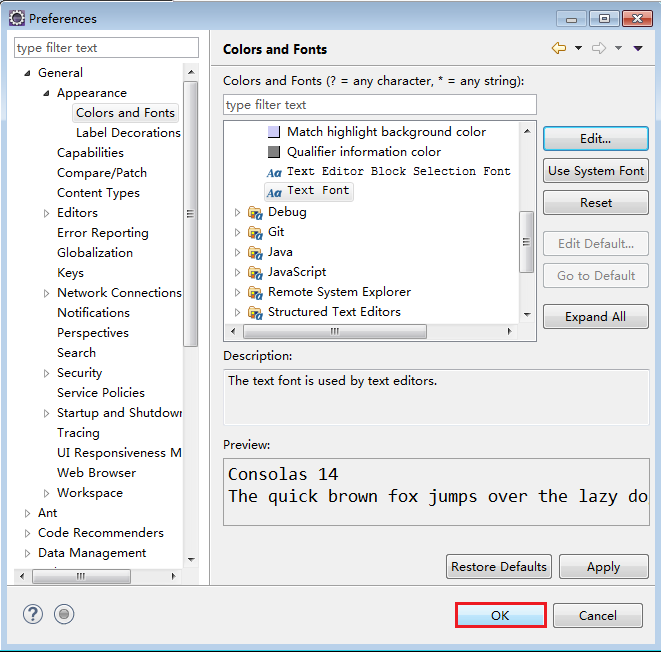 Preferences
type filter text
General
Appearance
Colors and Fonts
Label Decorations
Capabilities
Compare/Patch
Content Types
Editors
Error Reporting
Globalization
Keys
Network Connections
Notifications
Perspectives
Search
Security
Service Policies
Startup and Shutdown
Tracing
UI Responsiveness M
Web Browser
Workspace
Ant
Code Recommenders
Data Management
Colors and Fonts
Colors and Fonts (? = any character, * = any string):
type filter text
Match highlight background color
Qualifier information color
Aa Text Editor Block Selection Font
Aa Text Font
Debug
Git
Java
JavaScript
Remote System Explorer
Structured Text Editors
Edit...
Use System Font
Reset
Edit Default...
Go to Default
Expand All
Description:
The text font is used by text editors.
Preview:
Consolas 14
The quick brown fox jumps over the lazy do
Restore Defaults
Apply
?
OK
Cancel